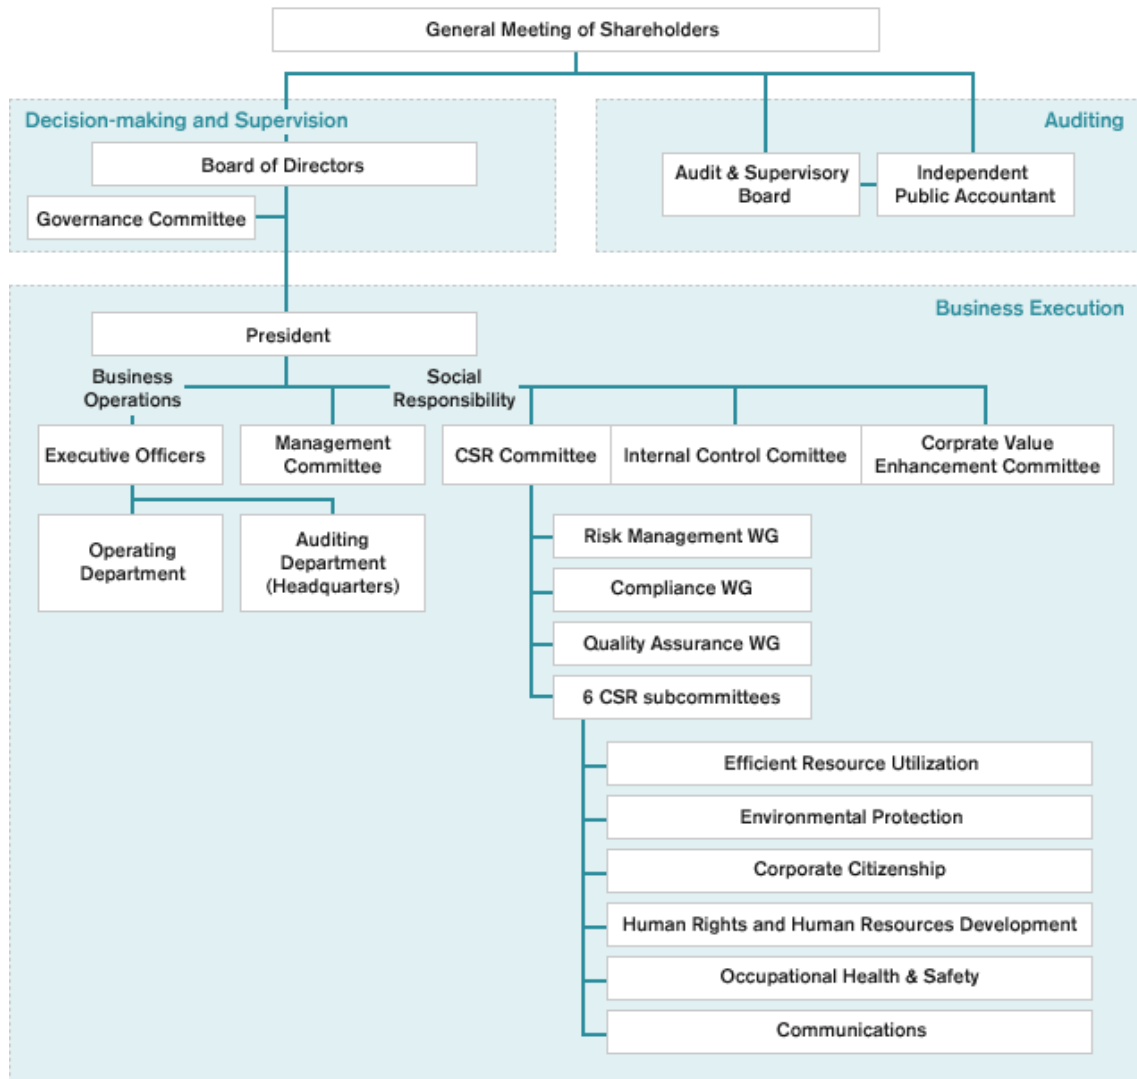 General Meeting of Shareholders
Decision-making and Supervision
Auditing
Board of Directors
Governance Committee
Audit & Supervisory
Board
Independent
Public Accountant
Business Execution
President
Business
Operations
Social
Responsibility
Executive Officers
Management
Committee
CSR Committee
Internal Control Comittee
Corprate Value
Enhancement Committee
Operating
Department
Auditing
Department
(Headquarters)
Risk Management WG
Compliance WG
Quality Assurance WG
6 CSR subcommittees
Efficient Resource Utilization
Environmental Protection
Corporate Citizenship
Human Rights and Human Resources Development
Occupational Health & Safety
Communications